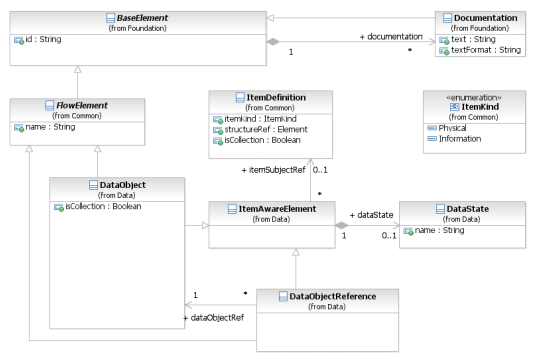 BaseElement
(from Foundation)
id : String
Documentation
(from Foundation)
text : String
textFormat : String
+ documentation
1
*
FlowElement
(from Common)
name : String
ItemDefinition
(from Common)
itemKind : ItemKind
structureRef : Element
isCollection : Boolean
«enumeration»
ItemKind
(from Common)
Physical
Information
+ itemSubjectRef
0..1
*
DataObject
(from Data)
isCollection : Boolean
ItemAwareElement
(from Data)
+ dataState
1
0..1
DataState
(from Data)
name : String
1
*
+ dataObjectRef
DataObjectReference
(from Data)